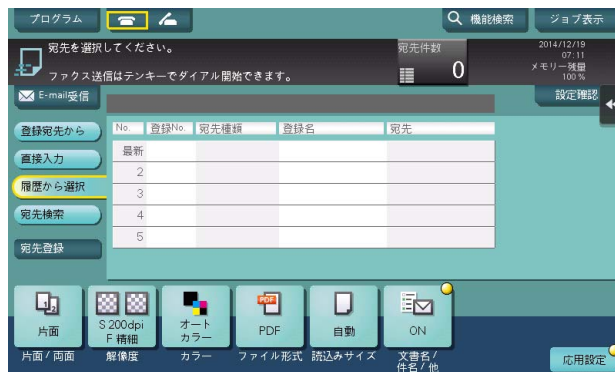 プログラム
機能検索
ジョブ表示
宛先を選択してください。
ファクス送信はテンキーでダイアル開始できます。
宛先件数
0
2014/12/19
07:11
メモリー残量
100 %
E-mail受信
設定確認
登録宛先から
直接入力
履歴から選択
宛先検索
宛先登録
No. 登録No. 宛先種類 登録名 宛先
最新
2
3
4
5
片面
S 200dpi
F 精細
オート
カラー
PDF
PDF
自動
ON
片面/両面
解像度
カラー
ファイル形式
読込みサイズ
文書名/
件名/他
応用設定